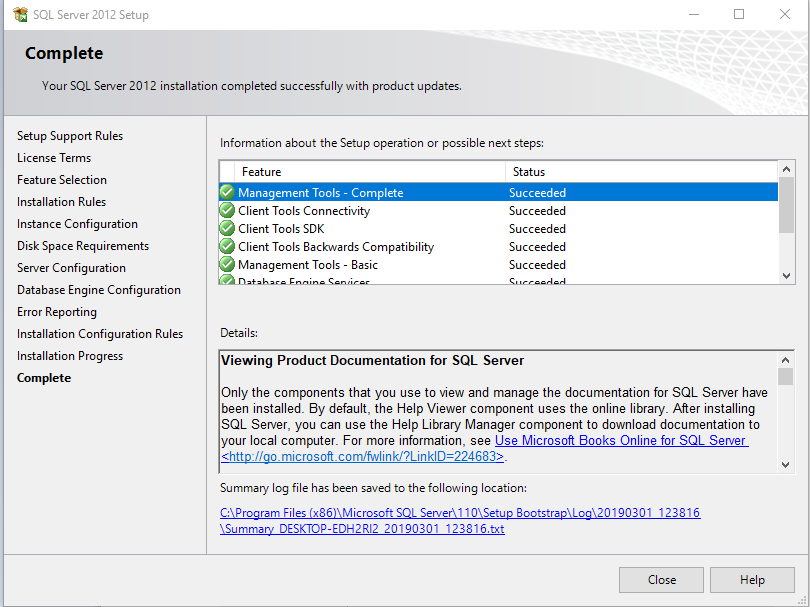 SQL Server 2012 Setup
Complete
Your SQL Server 2012 installation completed successfully with product updates.
Setup Support Rules
License Terms
Feature Selection
Installation Rules
Instance Configuration
Disk Space Requirements
Server Configuration
Database Engine Configuration
Error Reporting
Installation Configuration Rules
Installation Progress
Complete
Information about the Setup operation or possible next steps:
Feature Status
Management Tools - Complete Succeeded
Client Tools Connectivity Succeeded
Client Tools SDK Succeeded
Client Tools Backwards Compatibility Succeeded
Management Tools - Basic Succeeded
Database Engine Services Succeeded
Details:
Viewing Product Documentation for SQL Server
Only the components that you use to view and manage the documentation for SQL Server have
been installed. By default, the Help Viewer component uses the online library. After installing
SQL Server, you can use the Help Library Manager component to download documentation to
your local computer. For more information, see Use Microsoft Books Online for SQL Server
<http://go.microsoft.com/fwlink/?LinkID=224683>.
Summary log file has been saved to the following location:
C:\Program Files (x86)\Microsoft SQL Server\110\Setup Bootstrap\Log\20190301_123816
\Summary_DESKTOP-EDH2RI2_20190301_123816.txt
Close Help